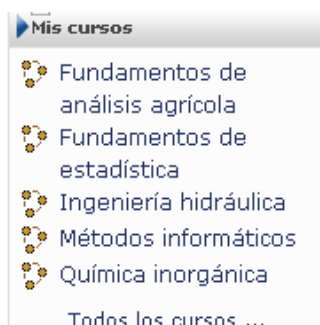 Mis cursos
Fundamentos de
análisis agrícola
Fundamentos de
estadística
Ingeniería hidráulica
Métodos informáticos
Química inorgánica
Todos los cursos ...